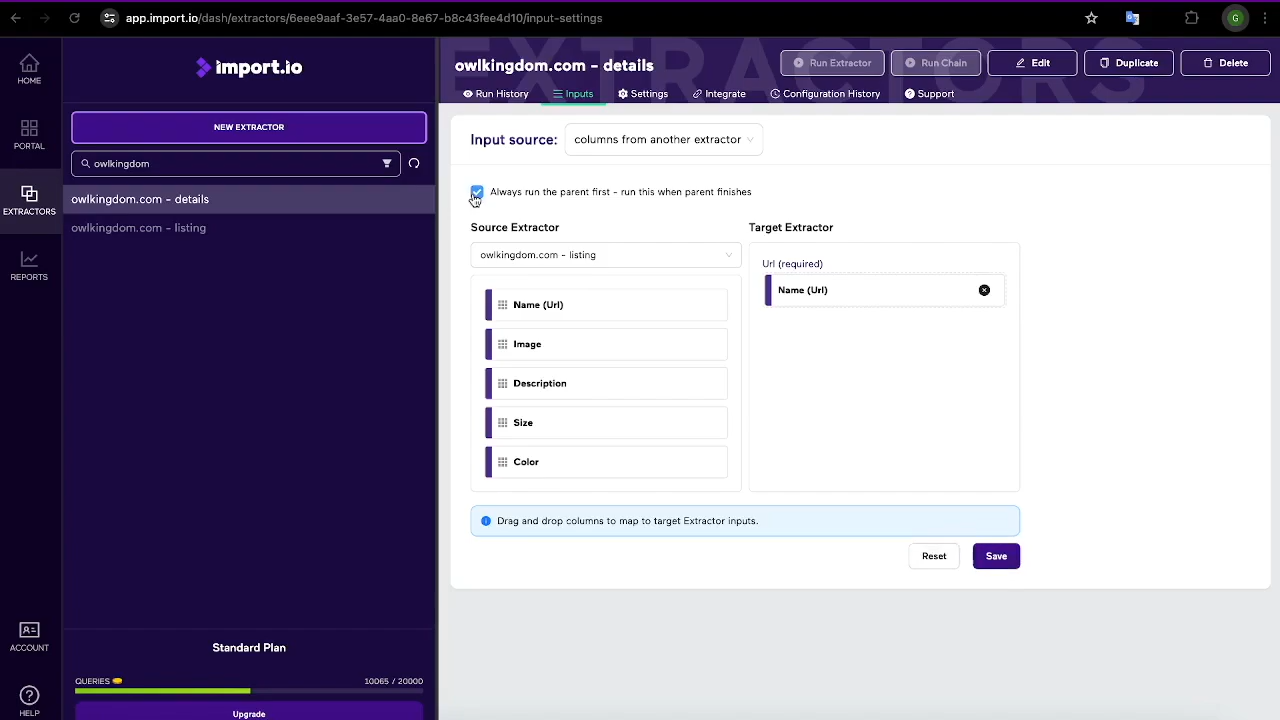 app.import.io/dash/extractors/6eee9aaf-3e57-4aa0-8e67-b8c43fee4d10/input-settings
G
HOME
PORTAL
EXTRACTORS
REPORTS
ACCOUNT
HELP
import.io
NEW EXTRACTOR
owlkingdom
owlkingdom.com - details
owlkingdom.com - listing
Standard Plan
QUERIES 10065 / 20000
Upgrade
EXTRACTORS
owlkingdom.com - details
Run Extractor Run Chain Edit Duplicate Delete
Run History Inputs Settings Integrate Configuration History Support
Input source: columns from another extractor
Always run the parent first - run this when parent finishes
Source Extractor
owlkingdom.com - listing
Name (Url)
Image
Description
Size
Color
Target Extractor
Url (required)
Name (Url)
Drag and drop columns to map to target Extractor inputs.
Reset Save